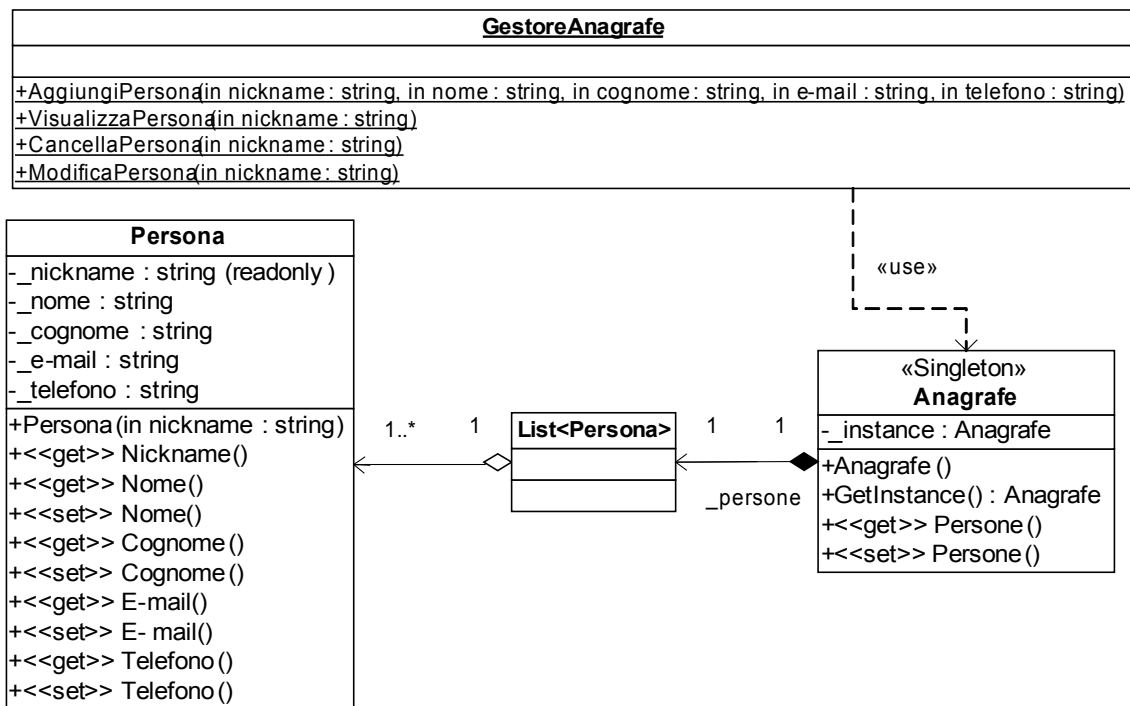 GestoreAnagrafe
+AggiungiPersona(in nickname : string, in nome : string, in cognome : string, in e-mail : string, in telefono : string)
+VisualizzaPersona(in nickname : string)
+CancellaPersona(in nickname : string)
+ModificaPersona(in nickname : string)
«use»
Persona
-_nickname : string (readonly)
-_nome : string
-_cognome : string
-_e-mail : string
-_telefono : string
+Persona(in nickname : string)
+<<get>> Nickname()
+<<get>> Nome()
+<<set>> Nome()
+<<get>> Cognome()
+<<set>> Cognome()
+<<get>> E-mail()
+<<set>> E- mail()
+<<get>> Telefono()
+<<set>> Telefono()
1..*
1
List<Persona>
1
1
_persone
«Singleton»
Anagrafe
-_instance : Anagrafe
+Anagrafe()
+GetInstance() : Anagrafe
+<<get>> Persone()
+<<set>> Persone()